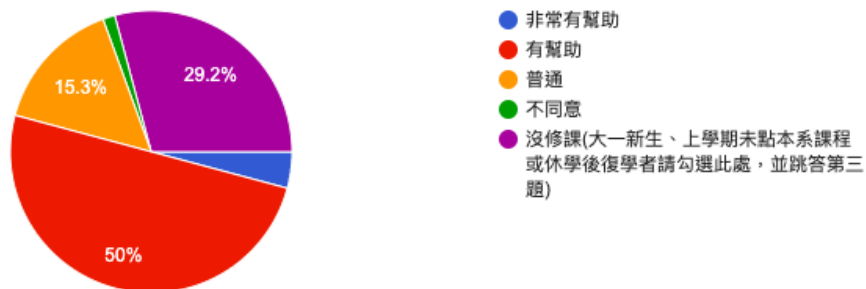 29.2%
15.3%
50%
非常有幫助
有幫助
普通
不同意
沒修課(大一新生、上學期未點本系課程
或休學後復學者請勾選此處，並跳答第三
題)